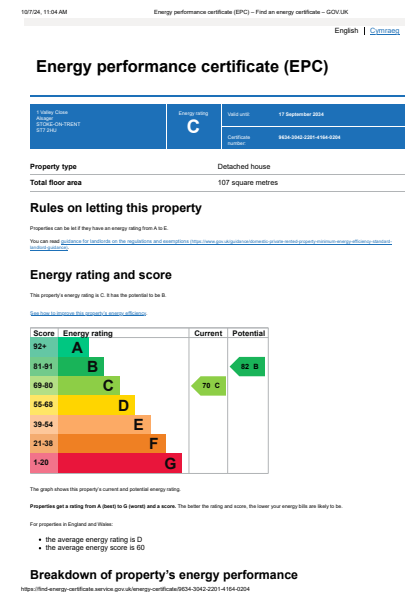 10/7/24, 11:04 AM Energy performance certificate (EPC) – Find an energy certificate – GOV.UK
English | Cymraeg
Energy performance certificate (EPC)
1 Valley Close
Alsager
STOKE-ON-TRENT
ST7 2HU
Energy rating
C
Valid until: 17 September 2034
Certificate number: 9634-3042-2201-4164-0204
Property type Detached house
Total floor area 107 square metres
Rules on letting this property
Properties can be let if they have an energy rating from A to E.
You can read guidance for landlords on the regulations and exemptions (https://www.gov.uk/guidance/domestic-private-rented-property-minimum-energy-efficiency-standard-
landlord-guidance).
Energy rating and score
This property's energy rating is C. It has the potential to be B.
See how to improve this property's energy efficiency.
Score Energy rating Current Potential
92+ A
81-91 B 82 B
69-80 C 70 C
55-68 D
39-54 E
21-38 F
1-20 G
The graph shows this property's current and potential energy rating.
Properties get a rating from A (best) to G (worst) and a score. The better the rating and score, the lower your energy bills are likely to be.
For properties in England and Wales:
• the average energy rating is D
• the average energy score is 60
Breakdown of property's energy performance
https://find-energy-certificate.service.gov.uk/energy-certificate/9634-3042-2201-4164-0204